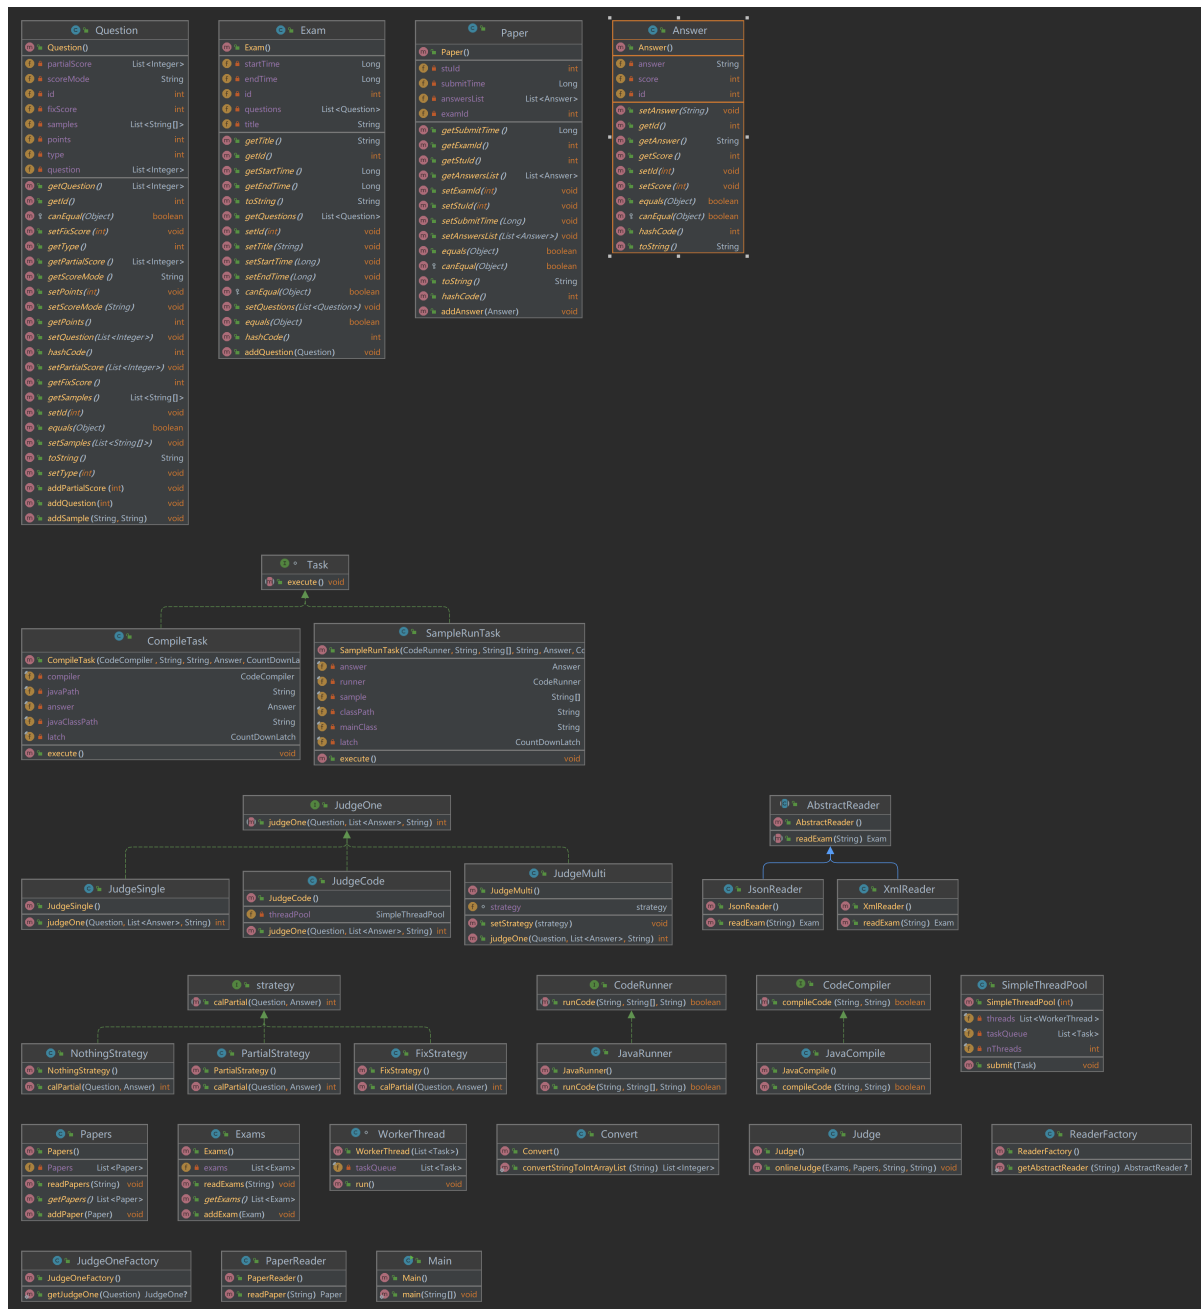 Question
Question()
partialScore List<Integer>
scoreMode String
id int
fixScore int
samples List<String[]>
points int
type int
question List<Integer>
getQuestion() List<Integer>
getId() int
canEqual(Object) boolean
setFixScore(int) void
getType() int
getPartialScore() List<Integer>
getScoreMode() String
setPoints(int) void
setScoreMode(String) void
getPoints() int
setQuestion(List<Integer>) void
hashCode() int
setPartialScore(List<Integer>) void
getFixScore() int
getSamples() List<String[]>
setId(int) void
equals(Object) boolean
setSamples(List<String[]>) void
toString() String
setType(int) void
addPartialScore(int) void
addQuestion(int) void
addSample(String, String) void
Exam
Exam()
startTime Long
endTime Long
id int
questions List<Question>
title String
getTitle() String
getId() int
getStartTime() Long
getEndTime() Long
toString() String
getQuestions() List<Question>
setId(int) void
setTitle(String) void
setStartTime(Long) void
setEndTime(Long) void
canEqual(Object) boolean
setQuestions(List<Question>) void
equals(Object) boolean
hashCode() int
addQuestion(Question) void
Paper
Paper()
stuId int
submitTime Long
answersList List<Answer>
examId int
getSubmitTime() Long
getExamId() int
getStuId() int
getAnswersList() List<Answer>
setExamId(int) void
setStuId(int) void
setSubmitTime(Long) void
setAnswersList(List<Answer>) void
equals(Object) boolean
canEqual(Object) boolean
toString() String
hashCode() int
addAnswer(Answer) void
Answer
Answer()
answer String
score int
id int
setAnswer(String) void
getId() int
getAnswer() String
getScore() int
setId(int) void
setScore(int) void
equals(Object) boolean
canEqual(Object) boolean
hashCode() int
toString() String
Task
execute() void
CompileTask
CompileTask(CodeCompiler, String, String, Answer, CountDownLa
compiler CodeCompiler
javaPath String
answer Answer
javaClassPath String
latch CountDownLatch
execute() void
SampleRunTask
SampleRunTask(CodeRunner, String, String[], String, Answer, Co
answer Answer
runner CodeRunner
sample String[]
classPath String
mainClass String
latch CountDownLatch
execute() void
JudgeOne
judgeOne(Question, List<Answer>, String) int
JudgeSingle
JudgeSingle()
judgeOne(Question, List<Answer>, String) int
JudgeCode
JudgeCode()
threadPool SimpleThreadPool
judgeOne(Question, List<Answer>, String) int
JudgeMulti
JudgeMulti()
strategy strategy
setStrategy(strategy) void
judgeOne(Question, List<Answer>, String) int
AbstractReader
AbstractReader()
readExam(String) Exam
JsonReader
JsonReader()
readExam(String) Exam
XmlReader
XmlReader()
readExam(String) Exam
strategy
calPartial(Question, Answer) int
NothingStrategy
NothingStrategy()
calPartial(Question, Answer) int
PartialStrategy
PartialStrategy()
calPartial(Question, Answer) int
FixStrategy
FixStrategy()
calPartial(Question, Answer) int
CodeRunner
runCode(String, String[], String) boolean
JavaRunner
JavaRunner()
runCode(String, String[], String) boolean
CodeCompiler
compileCode(String, String) boolean
JavaCompile
JavaCompile()
compileCode(String, String) boolean
SimpleThreadPool
SimpleThreadPool(int)
threads List<WorkerThread>
taskQueue List<Task>
nThreads int
submit(Task) void
Papers
Papers()
Papers List<Paper>
readPapers(String) void
getPapers() List<Paper>
addPaper(Paper) void
Exams
Exams()
exams List<Exam>
readExams(String) void
getExams() List<Exam>
addExam(Exam) void
WorkerThread
WorkerThread(List<Task>)
taskQueue List<Task>
run() void
Convert
Convert()
convertStringToIntArrayList(String) List<Integer>
Judge
Judge()
onlineJudge(Exams, Papers, String, String) void
ReaderFactory
ReaderFactory()
getAbstractReader(String) AbstractReader?
JudgeOneFactory
JudgeOneFactory()
getJudgeOne(Question) JudgeOne?
PaperReader
PaperReader()
readPaper(String) Paper
Main
Main()
main(String[]) void